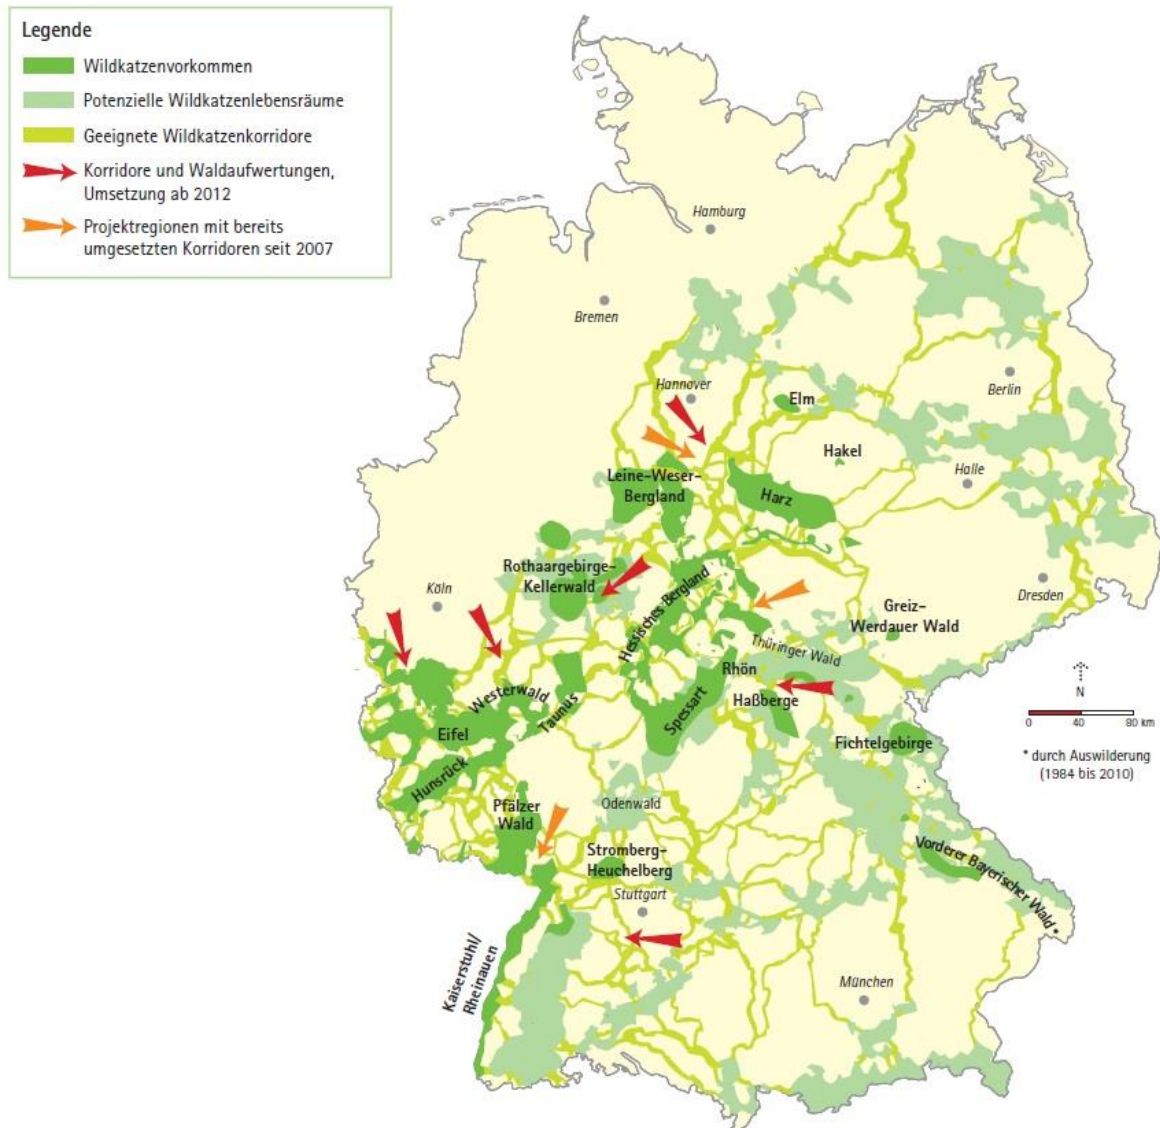 Legende
Wildkatzenvorkommen
Potenzielle Wildkatzenlebensräume
Geeignete Wildkatzenkorridore
Korridore und Waldaufwertungen,
Umsetzung ab 2012
Projektregionen mit bereits
umgesetzten Korridoren seit 2007
Hamburg
Bremen
Hannover
Berlin
Elm
Hakel
Halle
Leine-Weser-
Bergland
Harz
Rothaargebirge-
Kellerwald
Köln
Dresden
Hessisches Bergland
Greiz-
Werdauer Wald
Thüringer Wald
Rhön
Westerwald
Taunus
Spessart
Haßberge
Eifel
Fichtelgebirge
Hunsrück
N
0 40 80 km
* durch Auswilderung
(1984 bis 2010)
Pfälzer
Wald
Odenwald
Stromberg-
Heuchelberg
Vorderer Bayerischer Wald*
Stuttgart
Kaiserstuhl/
Rheinauen
München